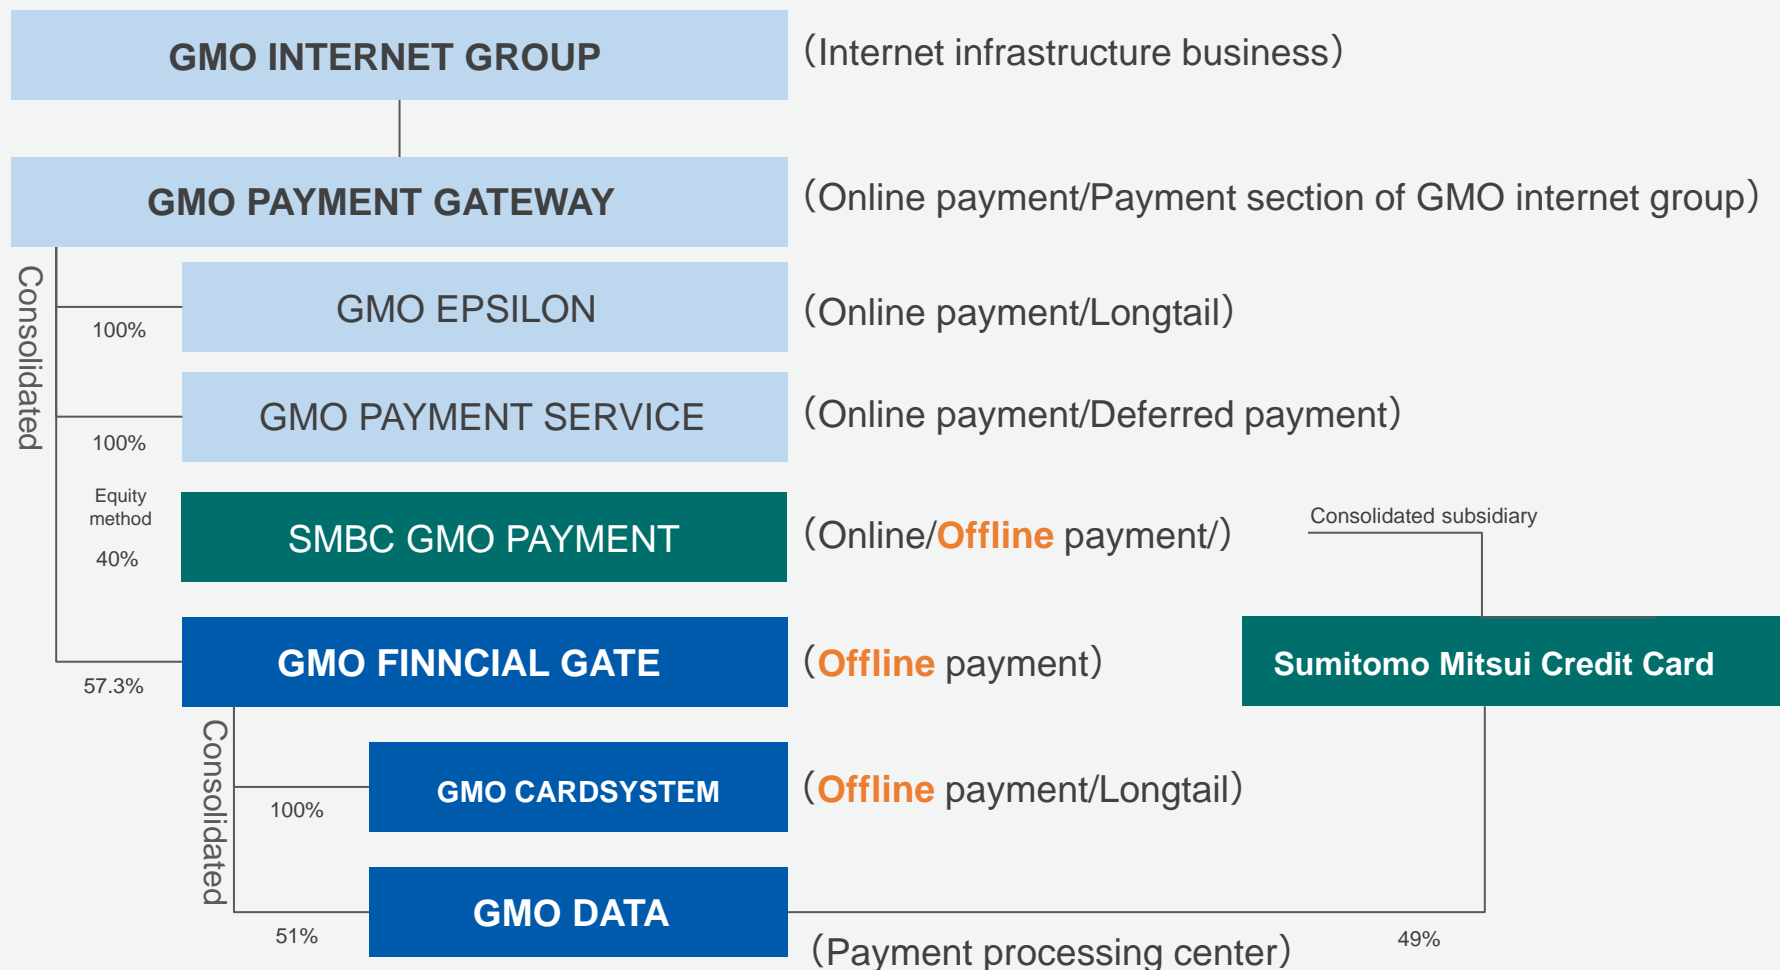 GMO INTERNET GROUP
（Internet infrastructure business）
GMO PAYMENT GATEWAY
（Online payment/Payment section of GMO internet group）
Consolidated
GMO EPSILON
（Online payment/Longtail）
100%
GMO PAYMENT SERVICE
（Online payment/Deferred payment）
100%
Equity
method
40%
SMBC GMO PAYMENT
（Online/Offline payment/）
Consolidated subsidiary
GMO FINNCIAL GATE
（Offline payment）
Sumitomo Mitsui Credit Card
57.3%
Consolidated
GMO CARDSYSTEM
（Offline payment/Longtail）
100%
GMO DATA
51%
（Payment processing center）
49%